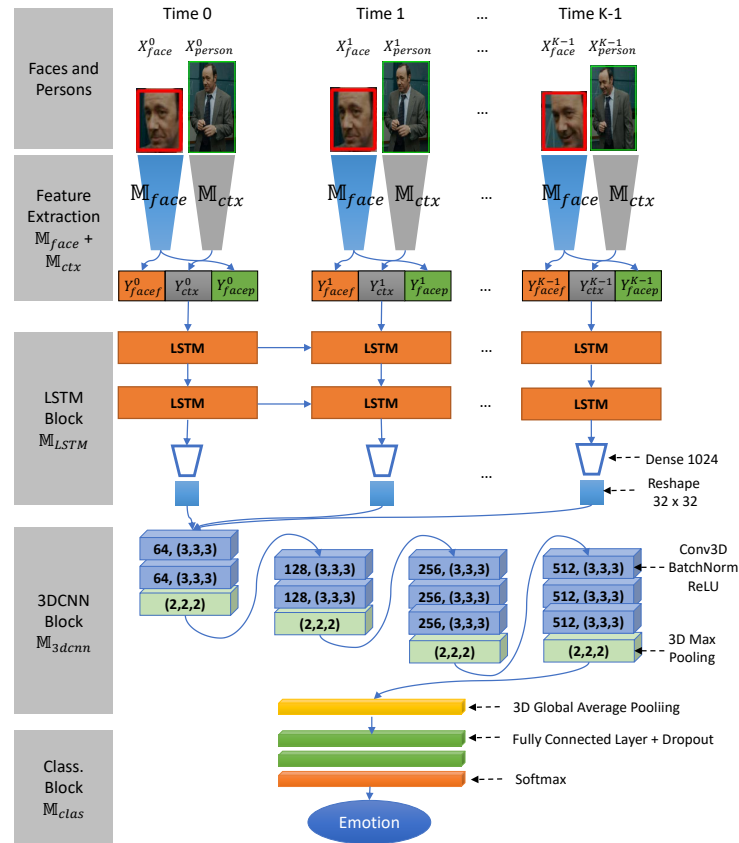 Time 0 Time 1 ... Time K-1
X^0_face X^0_person X^1_face X^1_person ... X^{K-1}_face X^{K-1}_person
Faces and
Persons
...
Feature
Extraction
𝕄_face +
𝕄_ctx
𝕄_face 𝕄_ctx 𝕄_face 𝕄_ctx ... 𝕄_face 𝕄_ctx
Y^0_facef Y^0_ctx Y^0_facep Y^1_facef Y^1_ctx Y^1_facep ... Y^{K-1}_facef Y^{K-1}_ctx Y^{K-1}_facep
LSTM
Block
𝕄_LSTM
LSTM LSTM ... LSTM
LSTM LSTM ... LSTM
Dense 1024
...
Reshape
32 x 32
3DCNN
Block
𝕄_3dcnn
64, (3,3,3)
64, (3,3,3)
(2,2,2)
128, (3,3,3)
128, (3,3,3)
(2,2,2)
256, (3,3,3)
256, (3,3,3)
256, (3,3,3)
(2,2,2)
512, (3,3,3)
512, (3,3,3)
512, (3,3,3)
(2,2,2)
Conv3D
BatchNorm
ReLU
3D Max
Pooling
3D Global Average Pooliing
Class.
Block
𝕄_clas
Fully Connected Layer + Dropout
Softmax
Emotion